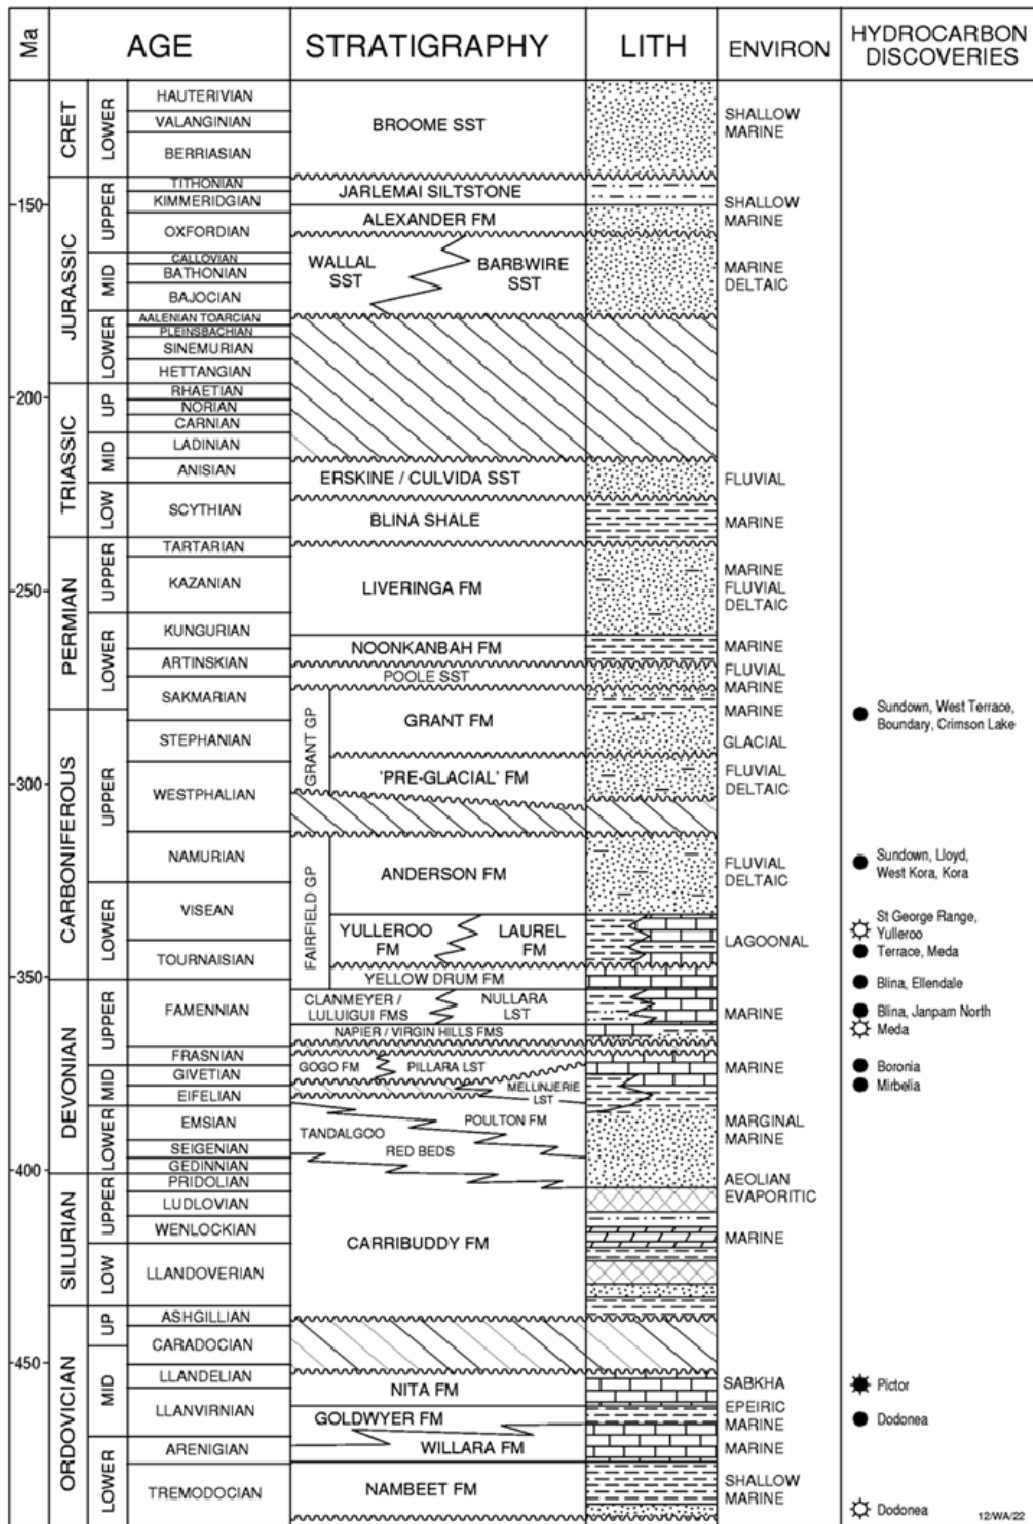 Ma
AGE
STRATIGRAPHY
LITH
ENVIRON
HYDROCARBON
DISCOVERIES
CRET
LOWER
HAUTERIVIAN
VALANGINIAN
BERRIASIAN
BROOME SST
SHALLOW
MARINE
150
JURASSIC
UPPER
TITHONIAN
KIMMERIDGIAN
OXFORDIAN
JARLEMAI SILTSTONE
ALEXANDER FM
SHALLOW
MARINE
MID
CALLOVIAN
BATHONIAN
BAJOCIAN
WALLAL
SST
BARBWIRE
SST
MARINE
DELTAIC
LOWER
AALENIAN TOARCIAN
PLEINSBACHIAN
SINEMURIAN
HETTANGIAN
200
TRIASSIC
UP
RHAETIAN
NORIAN
CARNIAN
MID
LADINIAN
ANISIAN
ERSKINE / CULVIDA SST
FLUVIAL
LOW
SCYTHIAN
BLINA SHALE
MARINE
250
PERMIAN
UPPER
TARTARIAN
KAZANIAN
LIVERINGA FM
MARINE
FLUVIAL
DELTAIC
LOWER
KUNGURIAN
ARTINSKIAN
SAKMARIAN
NOONKANBAH FM
MARINE
POOLE SST
FLUVIAL
MARINE
GRANT GP
GRANT FM
MARINE
GLACIAL
Sundown, West Terrace,
Boundary, Crimson Lake
300
CARBONIFEROUS
UPPER
STEPHANIAN
WESTPHALIAN
NAMURIAN
'PRE-GLACIAL' FM
FLUVIAL
DELTAIC
FAIRFIELD GP
ANDERSON FM
FLUVIAL
DELTAIC
Sundown, Lloyd,
West Kora, Kora
LOWER
VISEAN
TOURNAISIAN
YULLEROO
FM
LAUREL
FM
LAGOONAL
St George Range,
Yulleroo
Terrace, Meda
350
YELLOW DRUM FM
Blina, Ellendale
DEVONIAN
UPPER
FAMENNIAN
FRASNIAN
CLANMEYER /
LULUIGUI FMS
NULLARA
LST
MARINE
Blina, Janpam North
Meda
NAPIER / VIRGIN HILLS FMS
MID
GIVETIAN
EIFELIAN
GOGO FM
PILLARA LST
MELLINJERIE
LST
MARINE
Boronia
Mirbelia
LOWER
EMSIAN
SEIGENIAN
GEDINNIAN
POULTON FM
TANDALGOO
RED BEDS
MARGINAL
MARINE
400
SILURIAN
UPPER
PRIDOLIAN
LUDLOVIAN
WENLOCKIAN
AEOLIAN
EVAPORITIC
CARRIBUDDY FM
MARINE
LOW
LLANDOVERIAN
ORDOVICIAN
UP
ASHGILLIAN
CARADOCIAN
450
MID
LLANDEILIAN
LLANVIRNIAN
NITA FM
SABKHA
Pictor
GOLDWYER FM
EPEIRIC
MARINE
Dodonea
LOWER
ARENIGIAN
TREMODOCIAN
WILLARA FM
MARINE
NAMBEET FM
SHALLOW
MARINE
Dodonea
12/WA/22